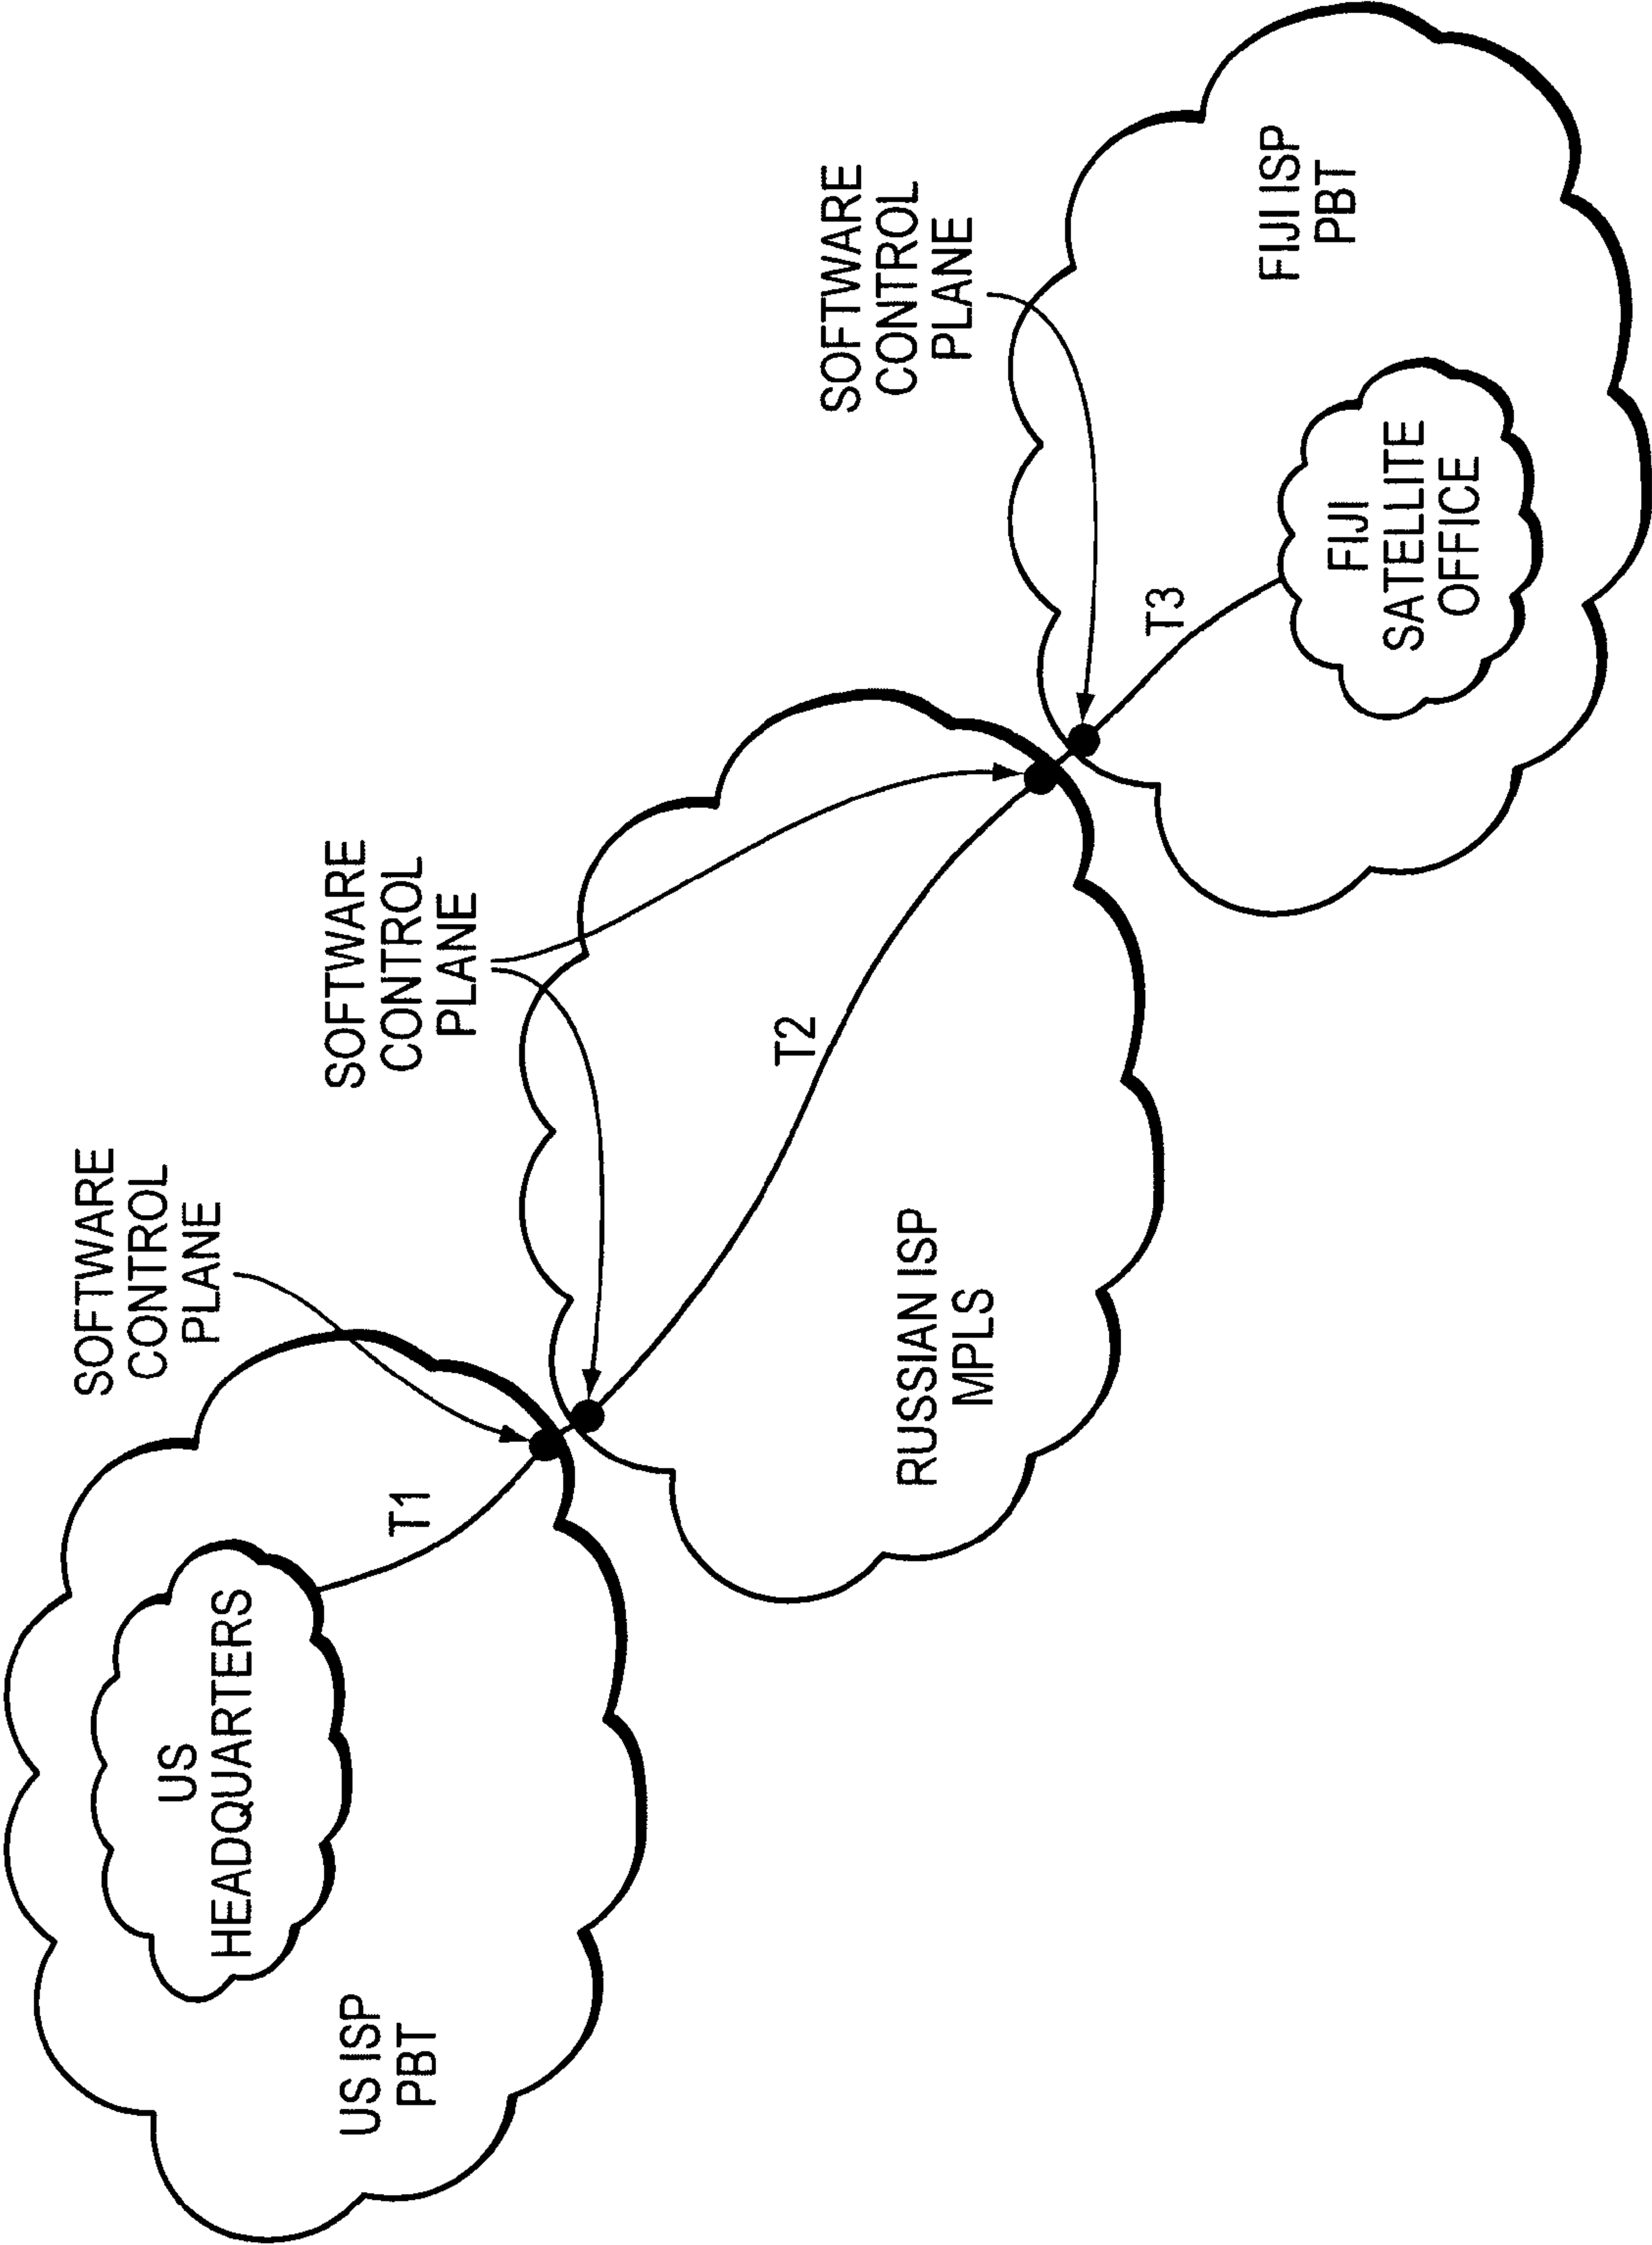 US
HEADQUARTERS
US ISP
PBT
T1
SOFTWARE
CONTROL
PLANE
SOFTWARE
CONTROL
PLANE
T2
RUSSIAN ISP
MPLS
SOFTWARE
CONTROL
PLANE
T3
FIJI
SATELLITE
OFFICE
FIJI ISP
PBT